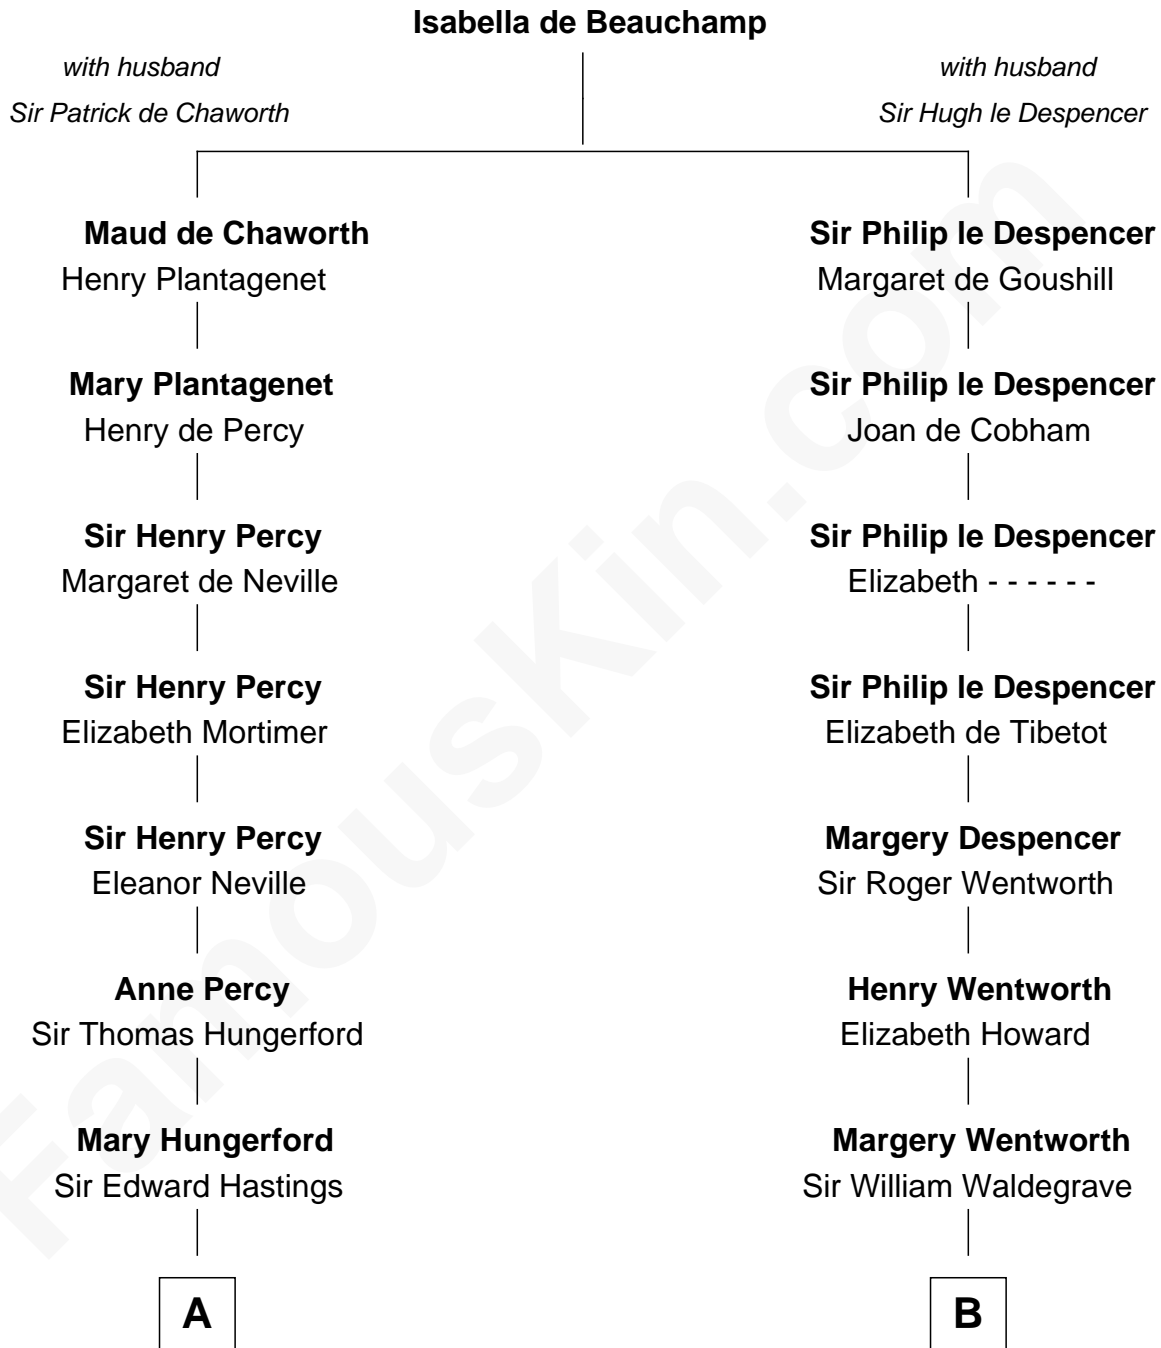 Isabella de Beauchamp
with husband
Sir Patrick de Chaworth
with husband
Sir Hugh le Despencer
Maud de Chaworth
Henry Plantagenet
Mary Plantagenet
Henry de Percy
Sir Henry Percy
Margaret de Neville
Sir Henry Percy
Elizabeth Mortimer
Sir Henry Percy
Eleanor Neville
Anne Percy
Sir Thomas Hungerford
Mary Hungerford
Sir Edward Hastings
A
Sir Philip le Despencer
Margaret de Goushill
Sir Philip le Despencer
Joan de Cobham
Sir Philip le Despencer
Elizabeth - - - - - -
Sir Philip le Despencer
Elizabeth de Tibetot
Margery Despencer
Sir Roger Wentworth
Henry Wentworth
Elizabeth Howard
Margery Wentworth
Sir William Waldegrave
B
FamousKin.com